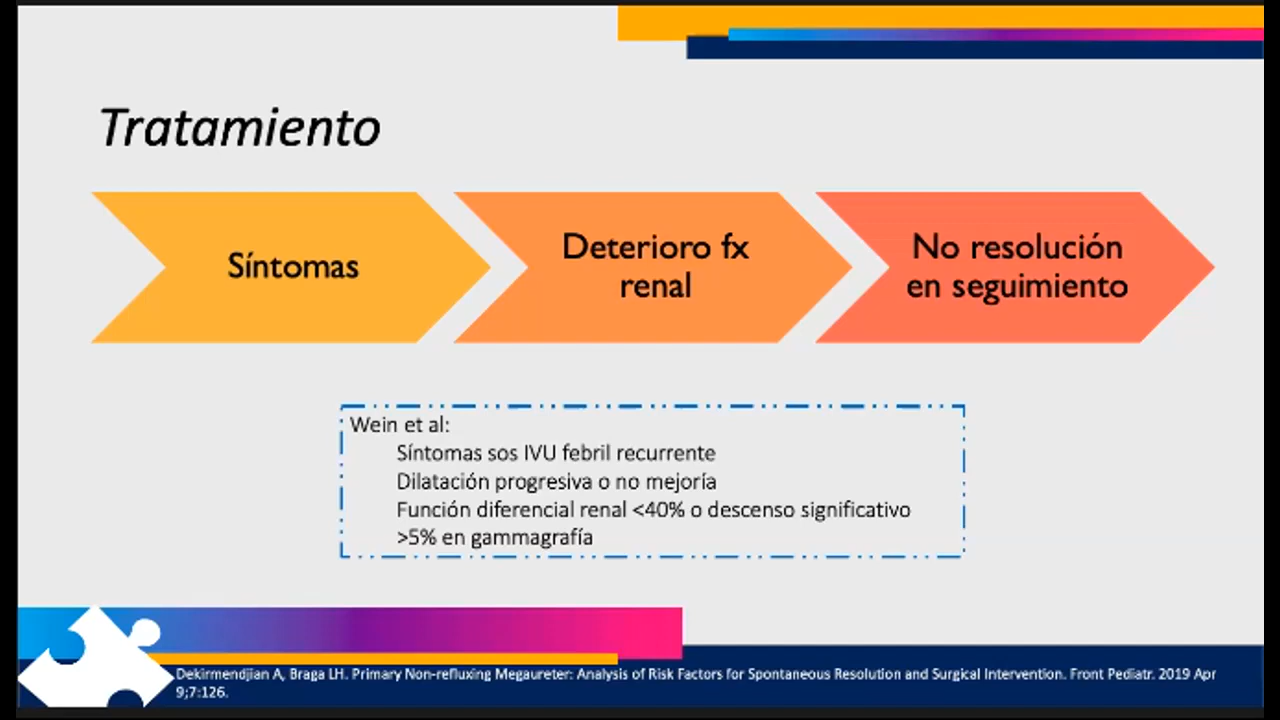 Tratamiento
Síntomas
Deterioro fx
renal
No resolución
en seguimiento
Wein et al:
Síntomas sos IVU febril recurrente
Dilatación progresiva o no mejoría
Función diferencial renal <40% o descenso significativo
>5% en gammagrafía
Dekirmendjian A, Braga LH. Primary Non-refluxing Megaureter: Analysis of Risk Factors for Spontaneous Resolution and Surgical Intervention. Front Pediatr. 2019 Apr
9;7:126.